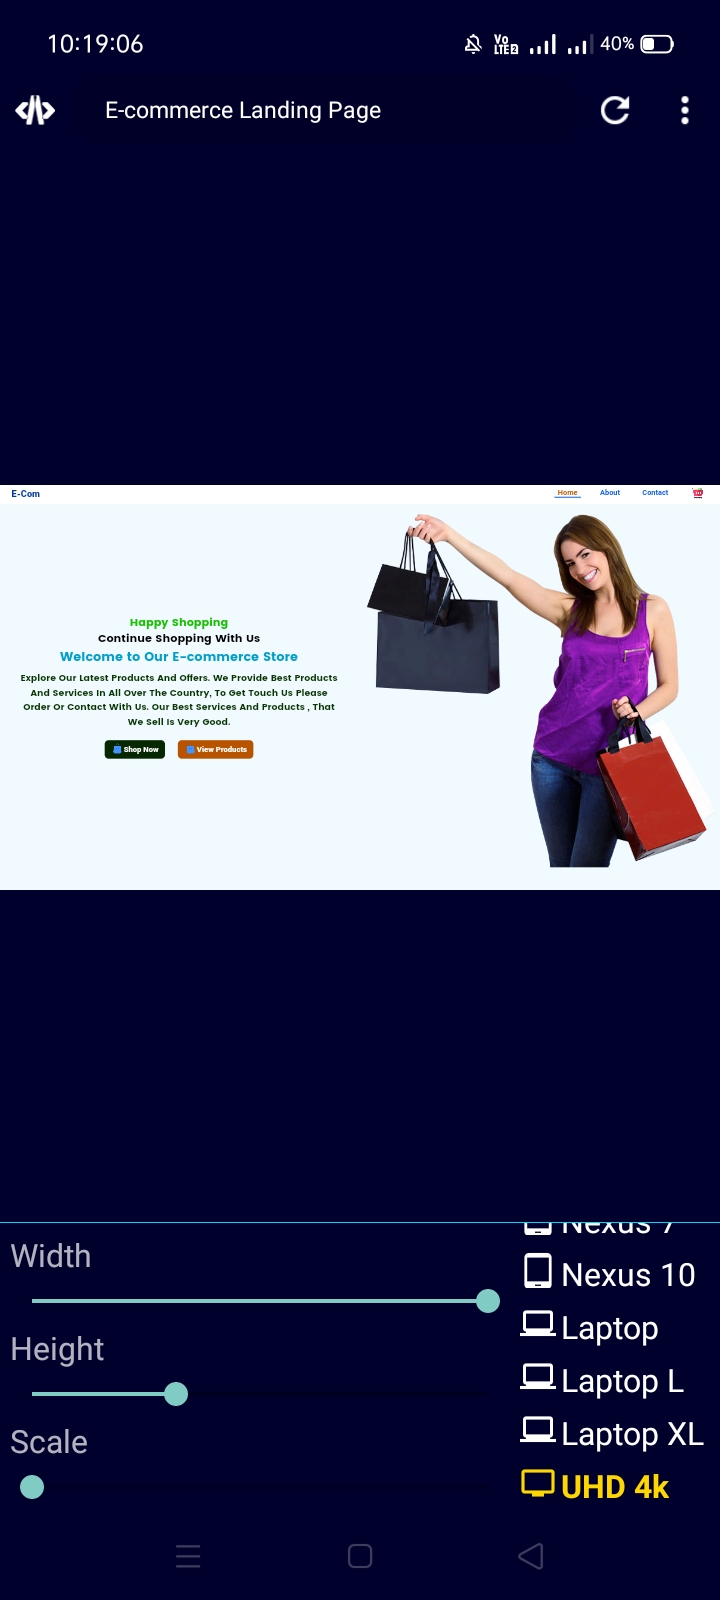 10:19:06
Vo
LTE2
40%
E-commerce Landing Page
E-Com
Home
About
Contact
Happy Shopping
Continue Shopping With Us
Welcome to Our E-commerce Store
Explore Our Latest Products And Offers. We Provide Best Products
And Services In All Over The Country, To Get Touch Us Please
Order Or Contact With Us. Our Best Services And Products , That
We Sell Is Very Good.
Shop Now
View Products
Width
Height
Scale
Nexus 7
Nexus 10
Laptop
Laptop L
Laptop XL
UHD 4k